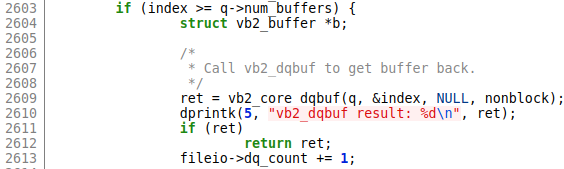 2603 if (index >= q->num_buffers) {
2604 struct vb2_buffer *b;
2605
2606 /*
2607 * Call vb2_dqbuf to get buffer back.
2608 */
2609 ret = vb2_core_dqbuf(q, &index, NULL, nonblock);
2610 dprintk(5, "vb2_dqbuf result: %d\n", ret);
2611 if (ret)
2612 return ret;
2613 fileio->dq_count += 1;